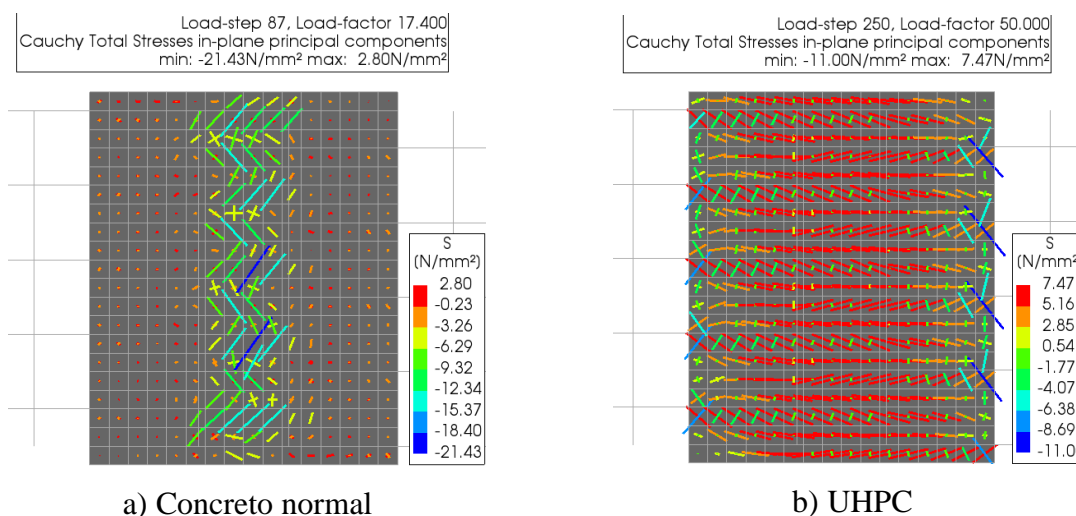 Load-step 87, Load-factor 17.400
Cauchy Total Stresses in-plane principal components
min: -21.43N/mm² max: 2.80N/mm²
S
(N/mm²)
2.80
-0.23
-3.26
-6.29
-9.32
-12.34
-15.37
-18.40
-21.43
a) Concreto normal
Load-step 250, Load-factor 50.000
Cauchy Total Stresses in-plane principal components
min: -11.00N/mm² max: 7.47N/mm²
S
(N/mm²)
7.47
5.16
2.85
0.54
-1.77
-4.07
-6.38
-8.69
-11.0
b) UHPC